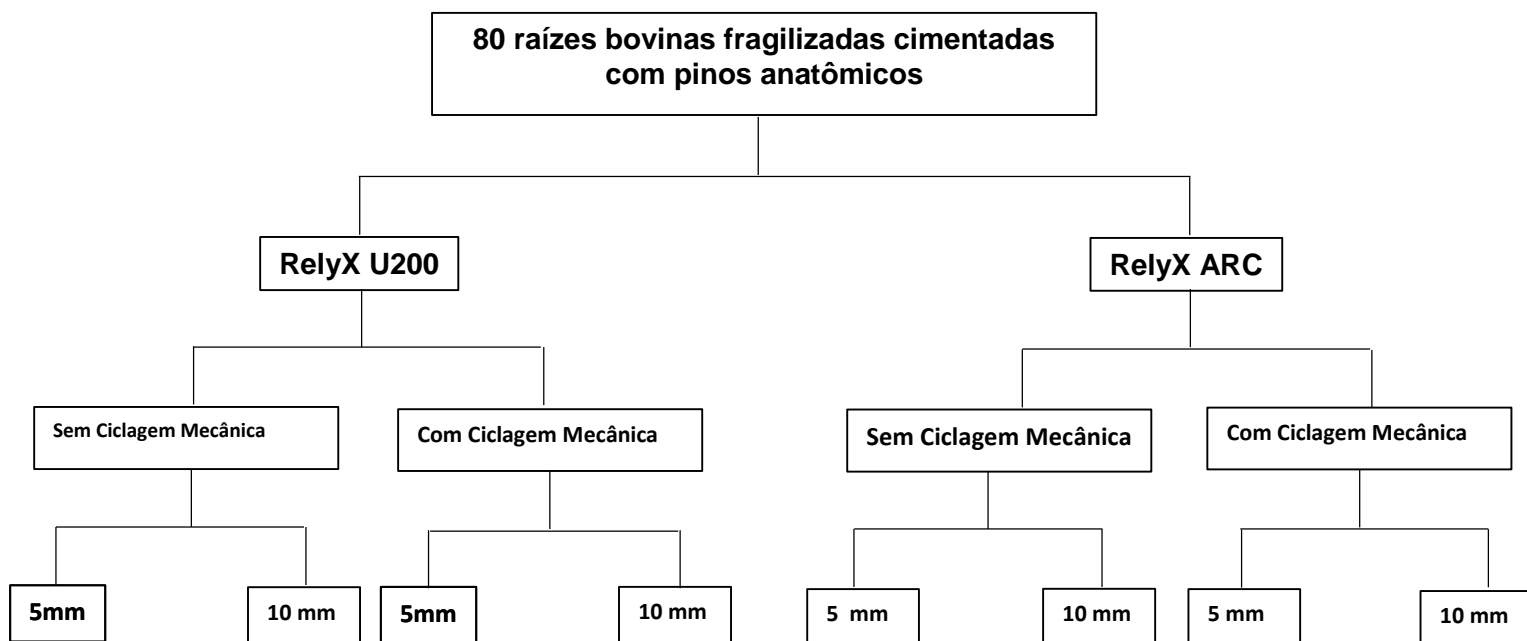 80 raízes bovinas fragilizadas cimentadas
com pinos anatômicos
RelyX U200
RelyX ARC
Sem Ciclagem Mecânica
Com Ciclagem Mecânica
Sem Ciclagem Mecânica
Com Ciclagem Mecânica
5mm
10 mm
5mm
10 mm
5 mm
10 mm
5 mm
10 mm